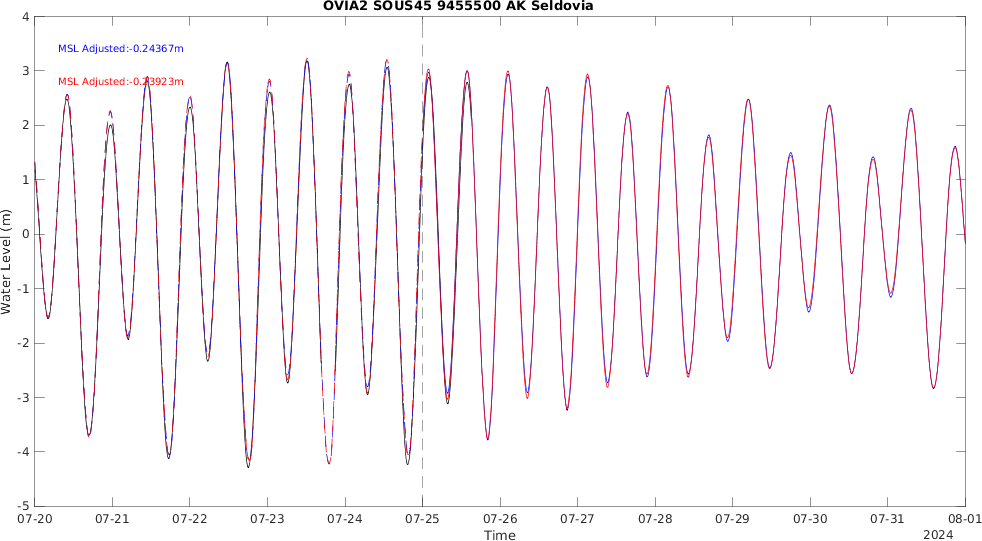 OVIA2 SOUS45 9455500 AK Seldovia
MSL Adjusted:-0.24367m
MSL Adjusted:-0.23923m
Water Level (m)
4
3
2
1
0
-1
-2
-3
-4
-5
07-20 07-21 07-22 07-23 07-24 07-25 07-26 07-27 07-28 07-29 07-30 07-31 08-01
Time
2024